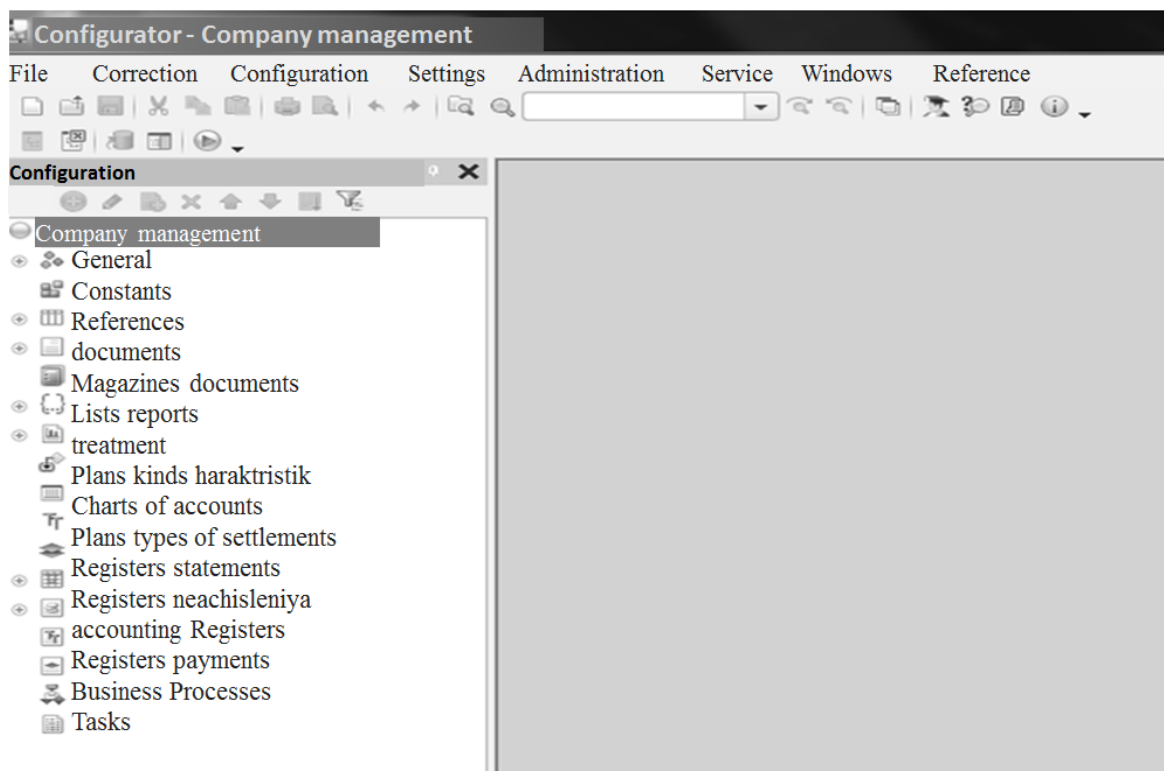 Configurator - Company management
File Correction Configuration Settings Administration Service Windows Reference
Configuration
Company management
General
Constants
References
documents
Magazines documents
Lists reports
treatment
Plans kinds haraktristik
Charts of accounts
Plans types of settlements
Registers statements
Registers neachisleniya
accounting Registers
Registers payments
Business Processes
Tasks